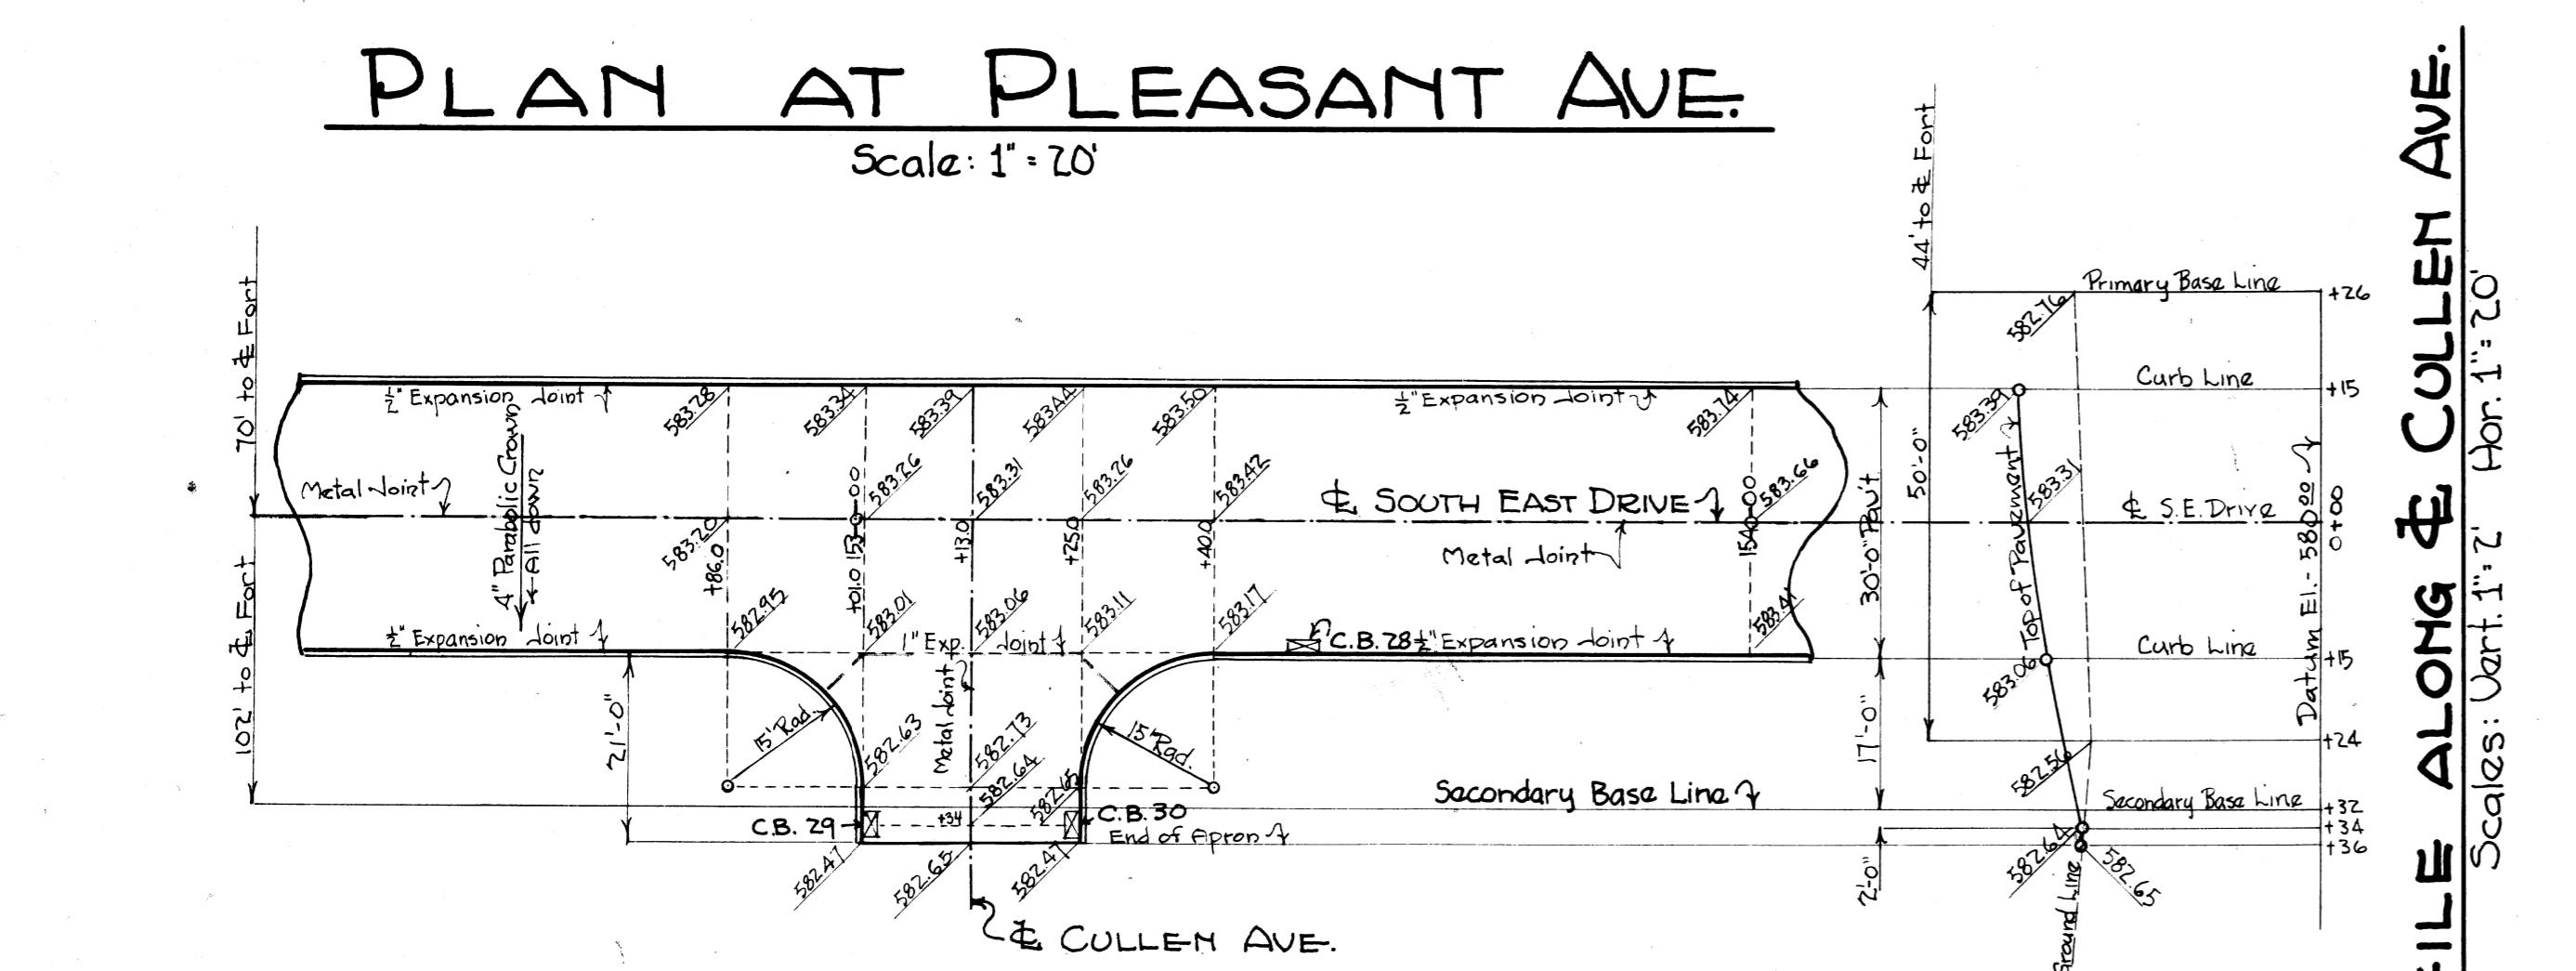 PLAN AT PLEASANT AVE.
Scale: 1" = 20'
70' to ℄ Fort
102' to ℄ Fort
½" Expansion Joint
583.28
583.34
583.39
583.44
583.50
½" Expansion Joint
583.74
Metal Joint
4" Parabolic Crown
All down
583.20
+86.0
583.26
+01.0 153+00
583.31
+13.0
583.26
+25.0
583.42
+40.0
℄ SOUTH EAST DRIVE
Metal Joint
154+00
583.66
½" Expansion Joint
582.95
583.01
583.06
583.11
583.17
1" Exp. Joint
C.B. 28
½" Expansion Joint
583.41
21'-0"
15' Rad.
582.63
Metal Joint
582.73
582.64
582.65
15' Rad.
Secondary Base Line
C.B. 29
+34
C.B. 30
End of Apron
582.47
582.65
582.47
℄ CULLEN AVE.
30'-0" Pav't
17'-0"
2'-0"
44' to ℄ Fort
50'-0"
Primary Base Line
+26
582.76
Curb Line
+15
583.39
Top of Pavement
583.31
℄ S.E. Drive
0+00
Datum El. - 580.00
Curb Line
+15
583.06
+24
582.56
Secondary Base Line
+32
+34
+36
582.64
582.65
Ground Line
FILE ALONG ℄ CULLEN AVE.
Scales: Vert. 1" = 2' Hor. 1" = 20'